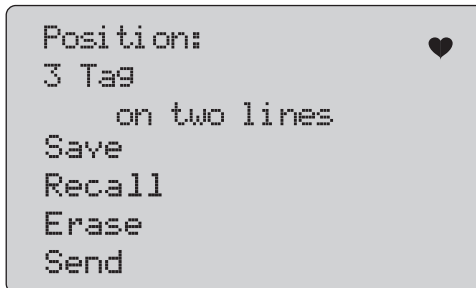 Position:
3 Tag
on two lines
Save
Recall
Erase
Send